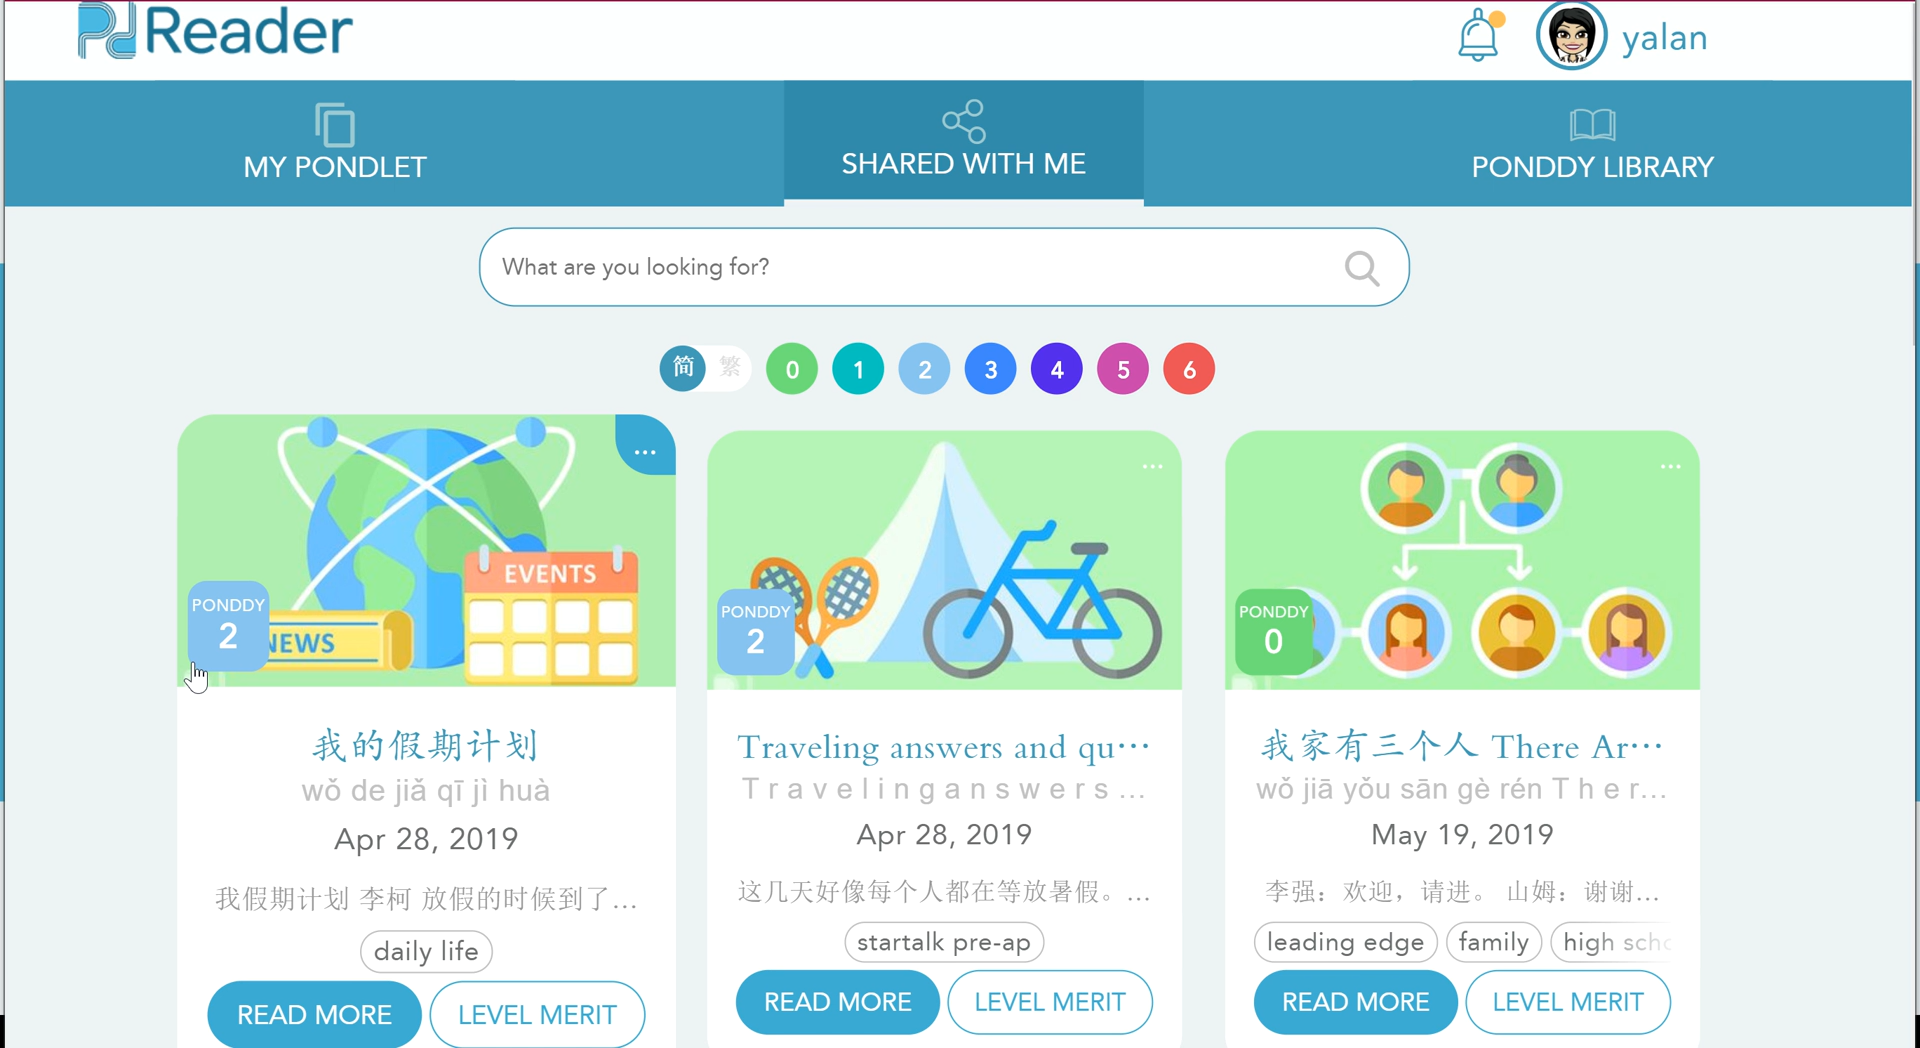 Reader
yalan
MY PONDLET
SHARED WITH ME
PONDDY LIBRARY
What are you looking for?
简 繁 0 1 2 3 4 5 6
...
EVENTS
NEWS
PONDDY
2
我的假期计划
wǒ de jiǎ qī jì huà
Apr 28, 2019
我假期计划 李柯 放假的时候到了...
daily life
READ MORE
LEVEL MERIT
...
PONDDY
2
Traveling answers and qu···
T r a v e l i n g a n s w e r s ...
Apr 28, 2019
这几天好像每个人都在等放暑假。...
startalk pre-ap
READ MORE
LEVEL MERIT
...
PONDDY
0
我家有三个人 There Ar···
wǒ jiā yǒu sān gè rén T h e r...
May 19, 2019
李强：欢迎，请进。 山姆：谢谢...
leading edge
family
high scho
READ MORE
LEVEL MERIT